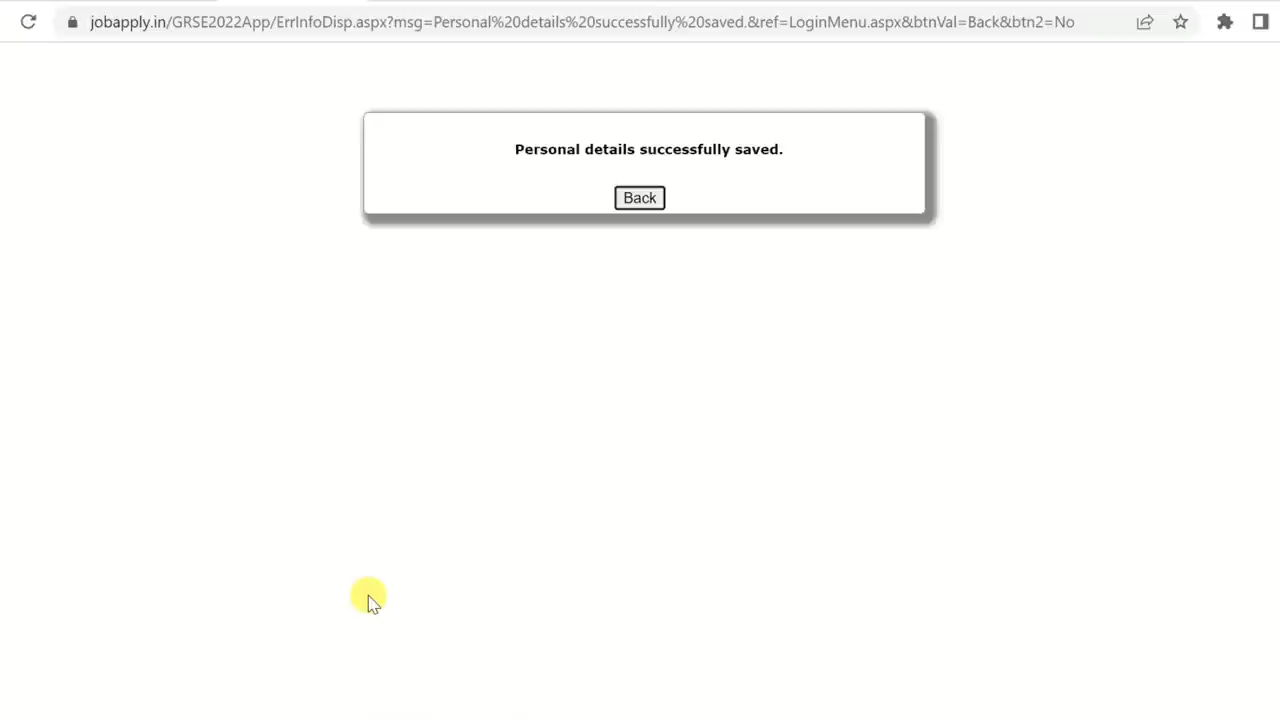 jobapply.in/GRSE2022App/ErrInfoDisp.aspx?msg=Personal%20details%20successfully%20saved.&ref=LoginMenu.aspx&btnVal=Back&btn2=No
Personal details successfully saved.
Back